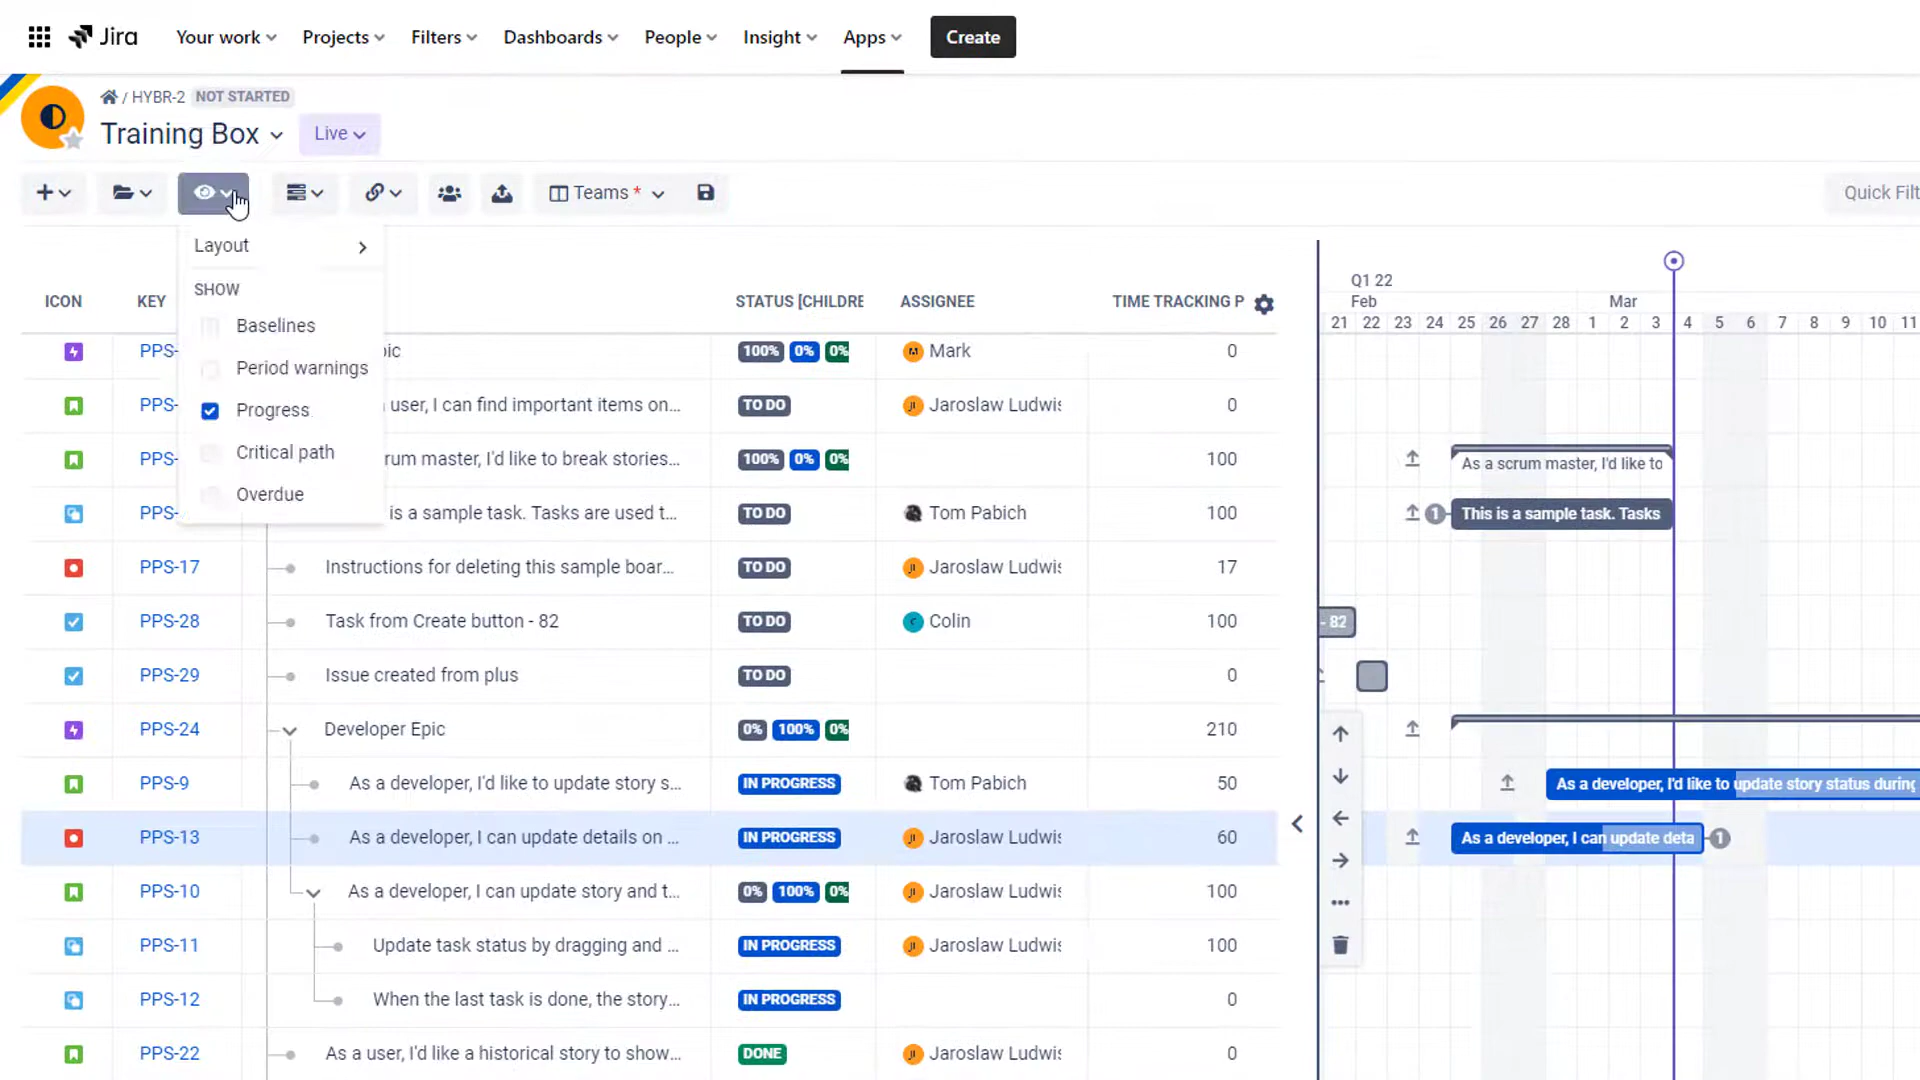 Jira Your work Projects Filters Dashboards People Insight Apps Create
/ HYBR-2 NOT STARTED
Training Box Live
Teams * Quick Filt
Layout
SHOW
Baselines
Period warnings
Progress
Critical path
Overdue
ICON KEY STATUS [CHILDRE ASSIGNEE TIME TRACKING P
Q1 22
Feb Mar
21 22 23 24 25 26 27 28 1 2 3 4 5 6 7 8 9 10 11
PPS- ic 100% 0% 0% Mark 0
PPS- user, I can find important items on... TO DO Jaroslaw Ludwis 0
PPS- rum master, I'd like to break stories... 100% 0% 0% 100 As a scrum master, I'd like to
PPS- is a sample task. Tasks are used t... TO DO Tom Pabich 100 1 This is a sample task. Tasks
PPS-17 Instructions for deleting this sample boar... TO DO Jaroslaw Ludwis 17
PPS-28 Task from Create button - 82 TO DO Colin 100 - 82
PPS-29 Issue created from plus TO DO 0
PPS-24 Developer Epic 0% 100% 0% 210
PPS-9 As a developer, I'd like to update story s... IN PROGRESS Tom Pabich 50 As a developer, I'd like to update story status during
PPS-13 As a developer, I can update details on ... IN PROGRESS Jaroslaw Ludwis 60 As a developer, I can update deta 1
PPS-10 As a developer, I can update story and t... 0% 100% 0% Jaroslaw Ludwis 100
PPS-11 Update task status by dragging and ... IN PROGRESS Jaroslaw Ludwis 100
PPS-12 When the last task is done, the story... IN PROGRESS 0
PPS-22 As a user, I'd like a historical story to show... DONE Jaroslaw Ludwis 0